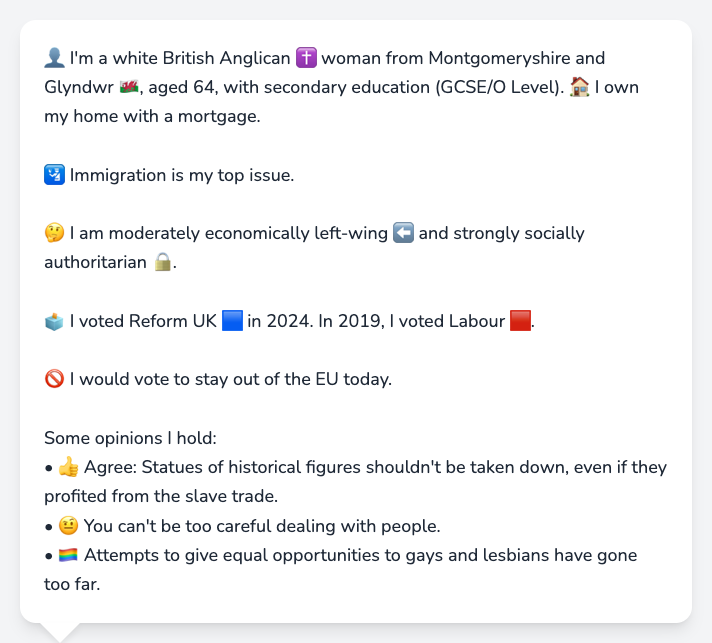 👤 I'm a white British Anglican ✝️ woman from Montgomeryshire and
Glyndwr 🏴󠁧󠁢󠁷󠁬󠁳󠁿, aged 64, with secondary education (GCSE/O Level). 🏠 I own
my home with a mortgage.
🛂 Immigration is my top issue.
🤔 I am moderately economically left-wing ⬅️ and strongly socially
authoritarian 🔒.
🗳️ I voted Reform UK 🟦 in 2024. In 2019, I voted Labour 🟥.
🚫 I would vote to stay out of the EU today.
Some opinions I hold:
• 👍 Agree: Statues of historical figures shouldn't be taken down, even if they
profited from the slave trade.
• 🤨 You can't be too careful dealing with people.
• 🏳️‍🌈 Attempts to give equal opportunities to gays and lesbians have gone
too far.